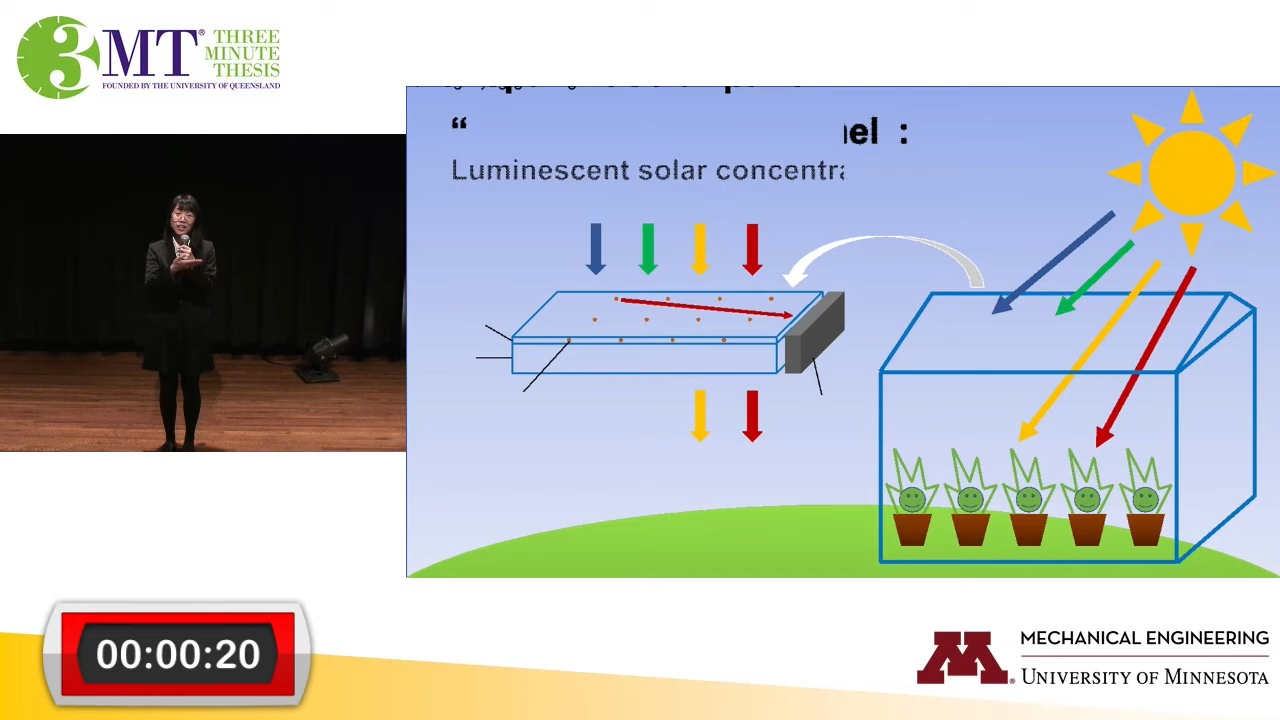 3MT® THREE
MINUTE
THESIS
FOUNDED BY THE UNIVERSITY OF QUEENSLAND
“ el :
Luminescent solar concentra
00:00:20
M®
MECHANICAL ENGINEERING
UNIVERSITY OF MINNESOTA